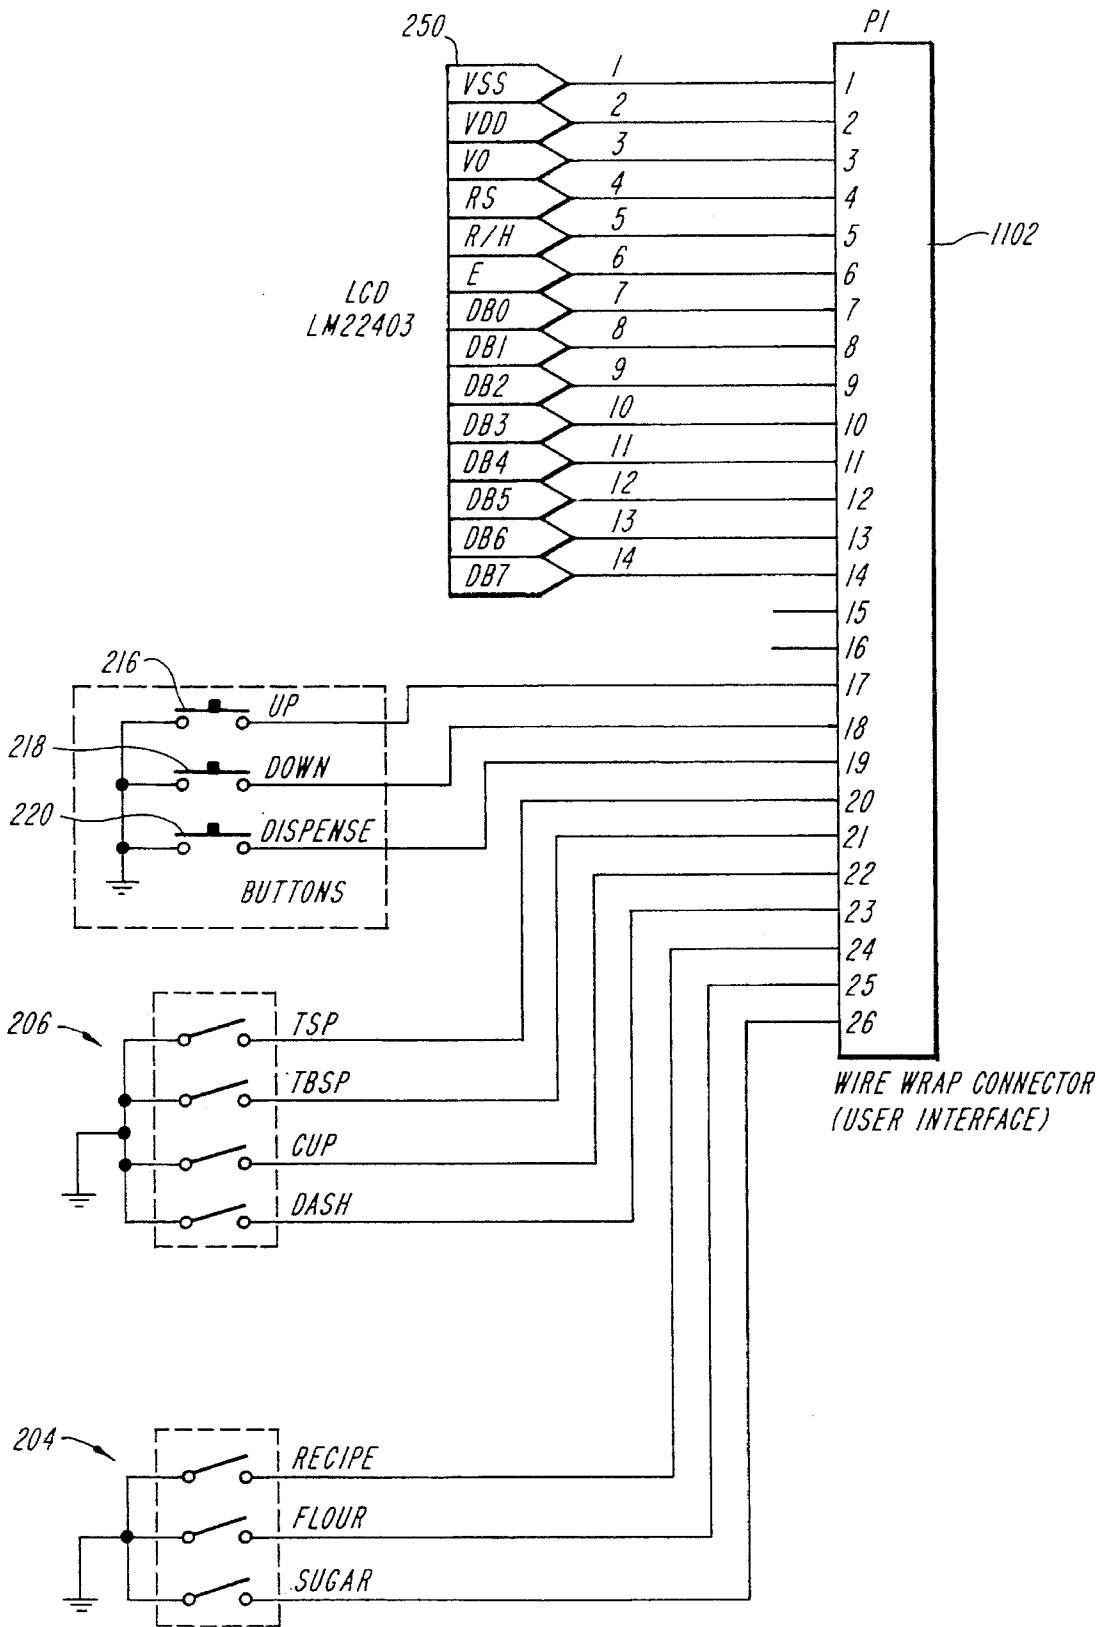 P1
250
VSS 1 1
VDD 2 2
VO 3 3
RS 4 4
R/H 5 5
1102
E 6 6
LCD
LM22403
DB0 7 7
DB1 8 8
DB2 9 9
DB3 10 10
DB4 11 11
DB5 12 12
DB6 13 13
DB7 14 14
15
16
216
UP 17
218
DOWN 18
220
DISPENSE 19
BUTTONS
20
21
22
23
24
25
26
WIRE WRAP CONNECTOR
(USER INTERFACE)
206
TSP
TBSP
CUP
DASH
204
RECIPE
FLOUR
SUGAR